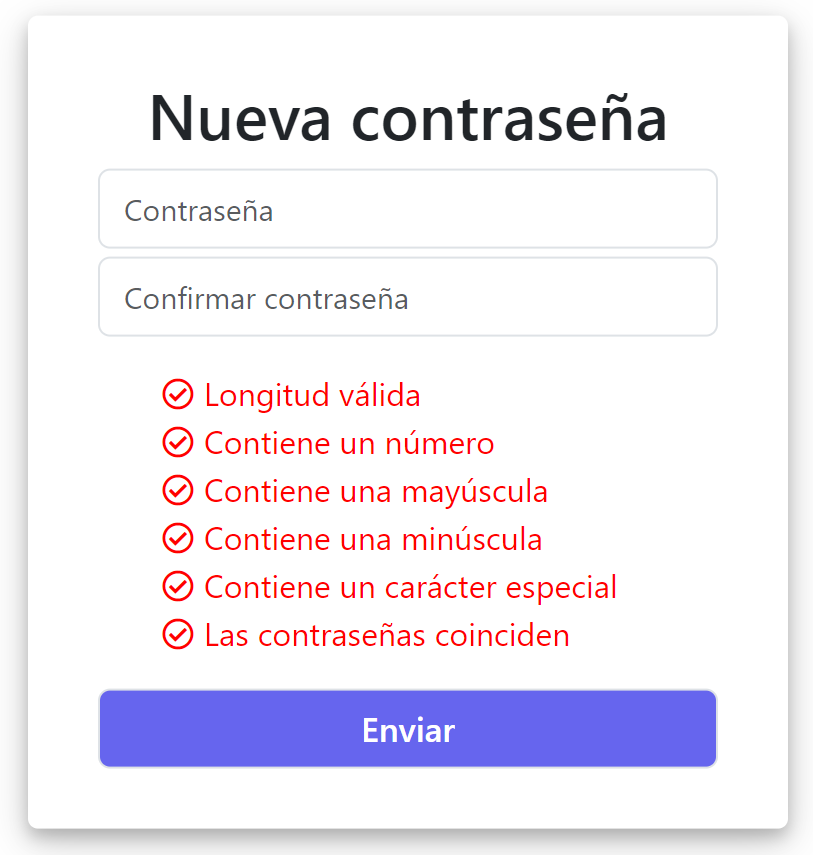 Nueva contraseña
Contraseña
Confirmar contraseña
Longitud válida
Contiene un número
Contiene una mayúscula
Contiene una minúscula
Contiene un carácter especial
Las contraseñas coinciden
Enviar